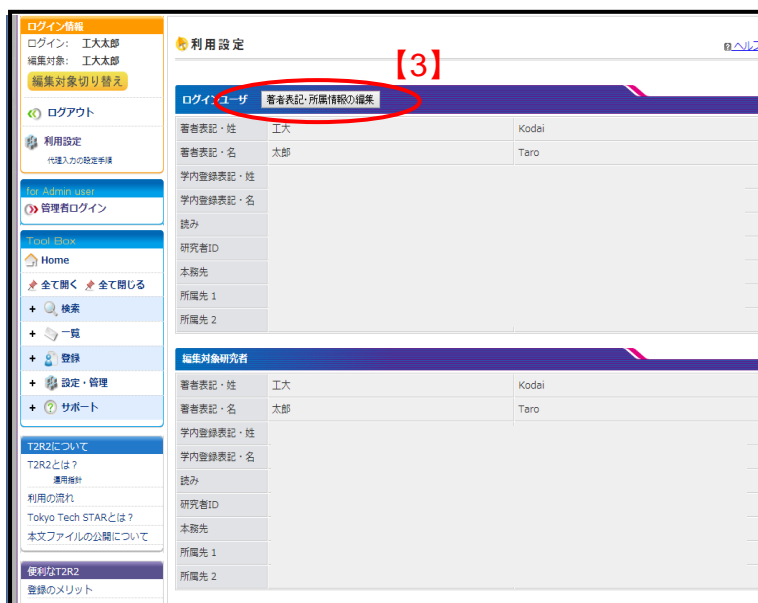 ログイン情報
ログイン: 工大太郎
編集対象: 工大太郎
編集対象切り替え
ログアウト
利用設定
代理入力の設定手順
for Admin user
管理者ログイン
Tool Box
Home
全て開く 全て閉じる
+ 検索
+ 一覧
+ 登録
+ 設定・管理
+ サポート
T2R2について
T2R2とは?
運用指針
利用の流れ
Tokyo Tech STARとは?
本文ファイルの公開について
便利なT2R2
登録のメリット
利用設定
ヘルプ
【3】
ログインユーザ 著者表記・所属情報の編集
著者表記・姓 工大 Kodai
著者表記・名 太郎 Taro
学内登録表記・姓
学内登録表記・名
読み
研究者ID
本務先
所属先 1
所属先 2
編集対象研究者
著者表記・姓 工大 Kodai
著者表記・名 太郎 Taro
学内登録表記・姓
学内登録表記・名
読み
研究者ID
本務先
所属先 1
所属先 2